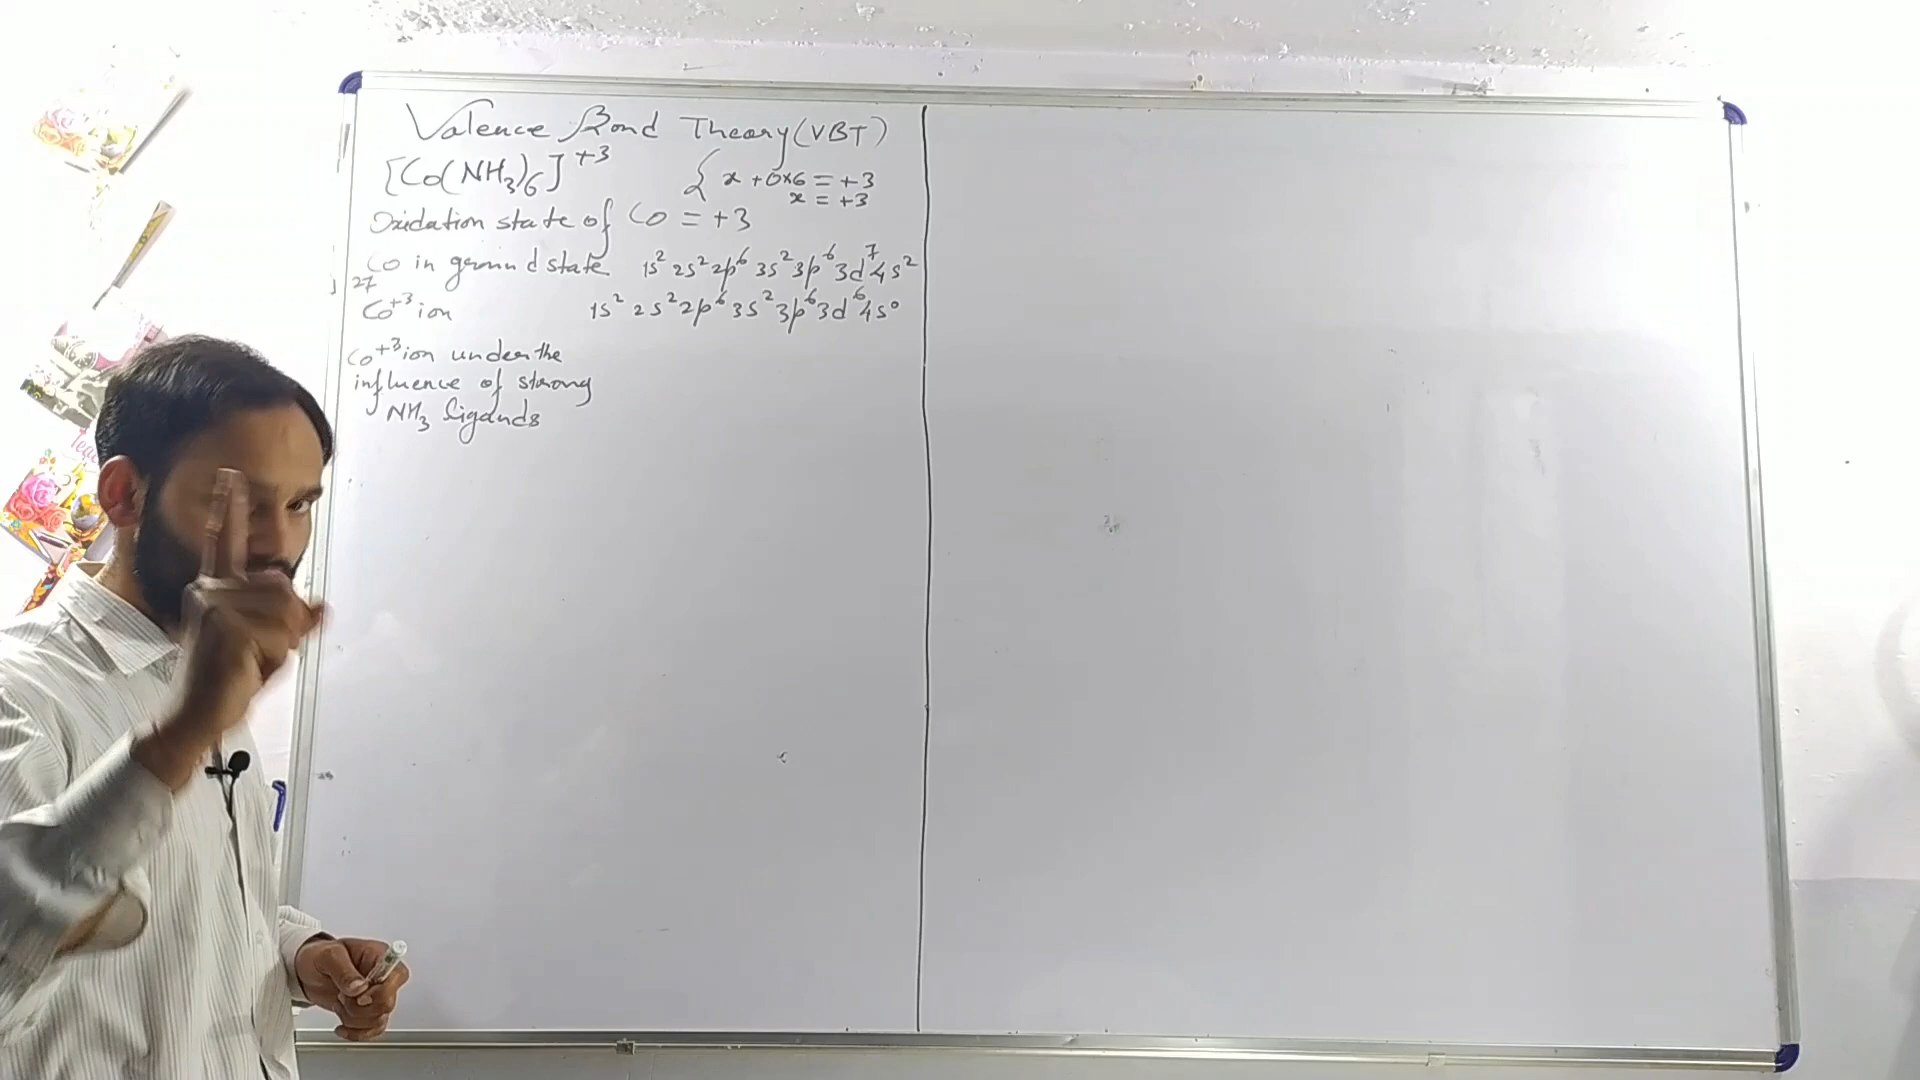 Valence Bond Theory (VBT)
[Co(NH₃)₆]⁺³ { x + 0×6 = +3
x = +3
Oxidation state of Co = +3
₂₇Co in ground state 1s² 2s² 2p⁶ 3s² 3p⁶ 3d⁷ 4s²
Co⁺³ ion 1s² 2s² 2p⁶ 3s² 3p⁶ 3d⁶ 4s⁰
Co⁺³ ion under the
influence of strong
NH₃ ligands